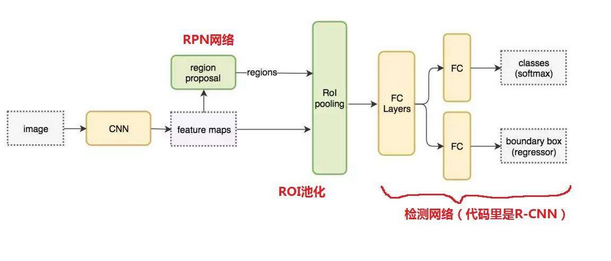 RPN网络
region
proposal
regions
image
CNN
feature maps
RoI
pooling
ROI池化
FC
Layers
FC
classes
(softmax)
FC
boundary box
(regressor)
检测网络（代码里是R-CNN）